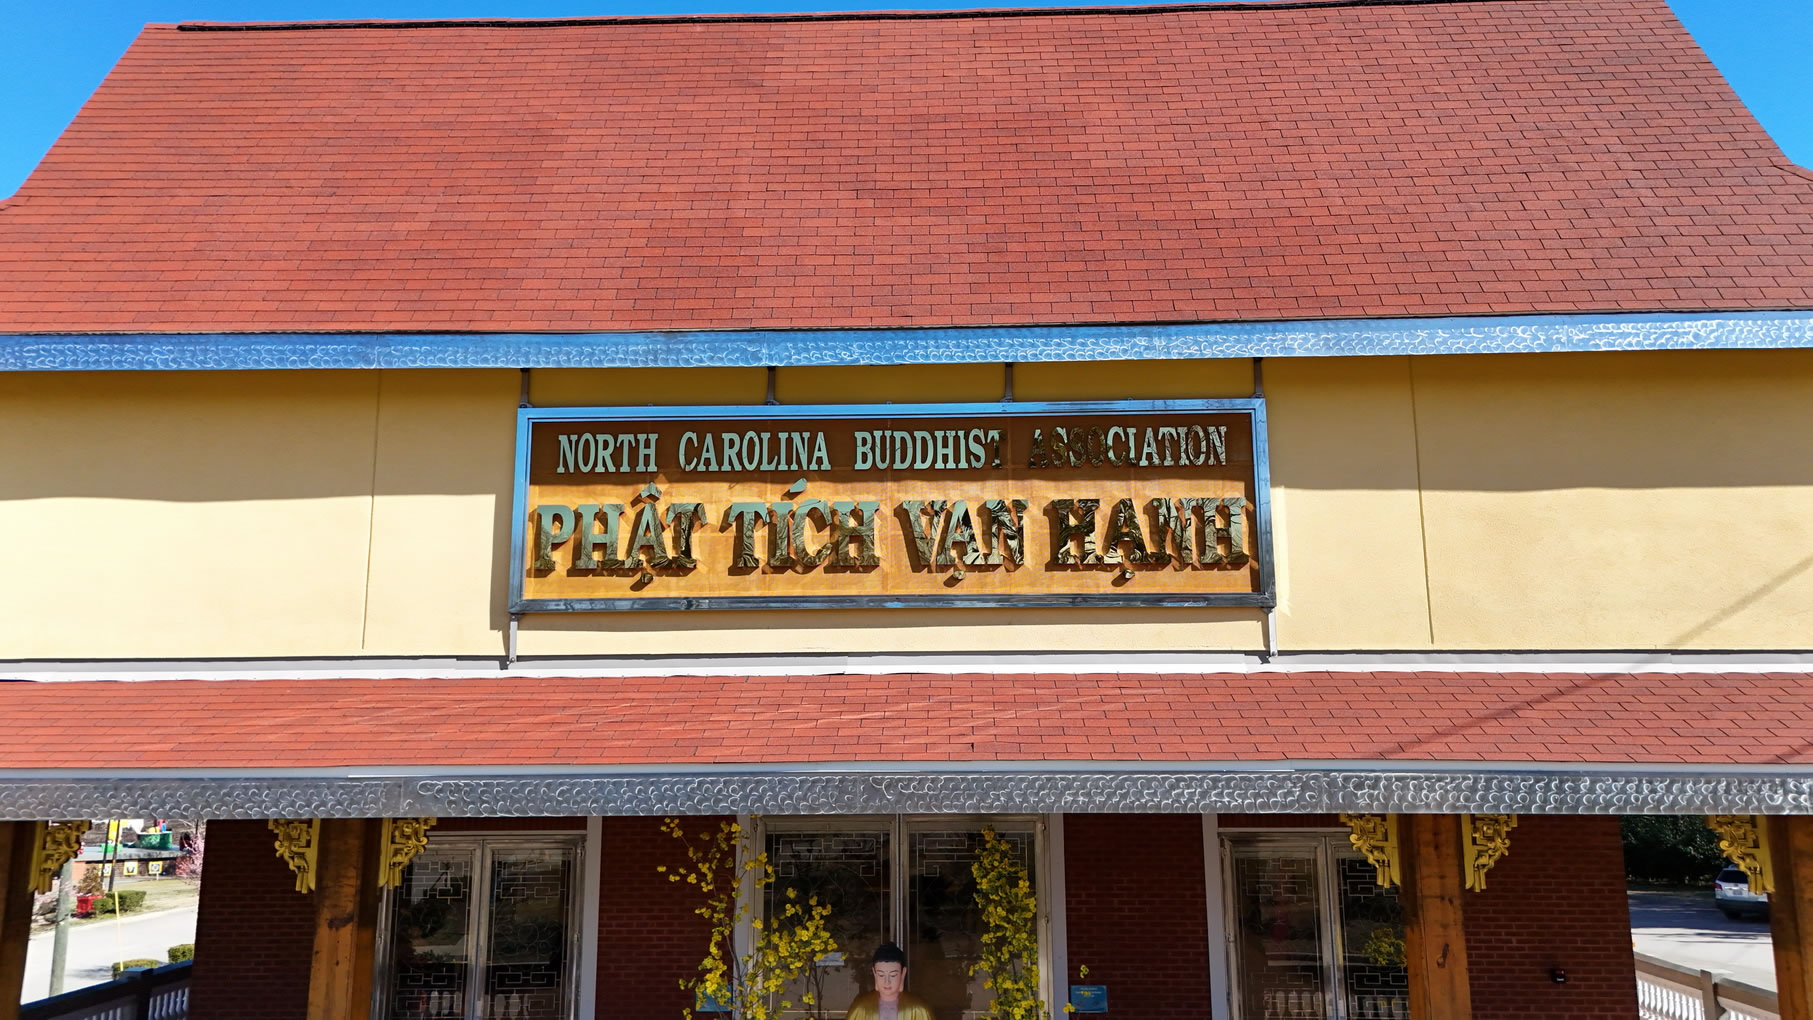 NORTH CAROLINA BUDDHIST ASSOCIATION
PHẬT TÍCH VẠN HẠNH